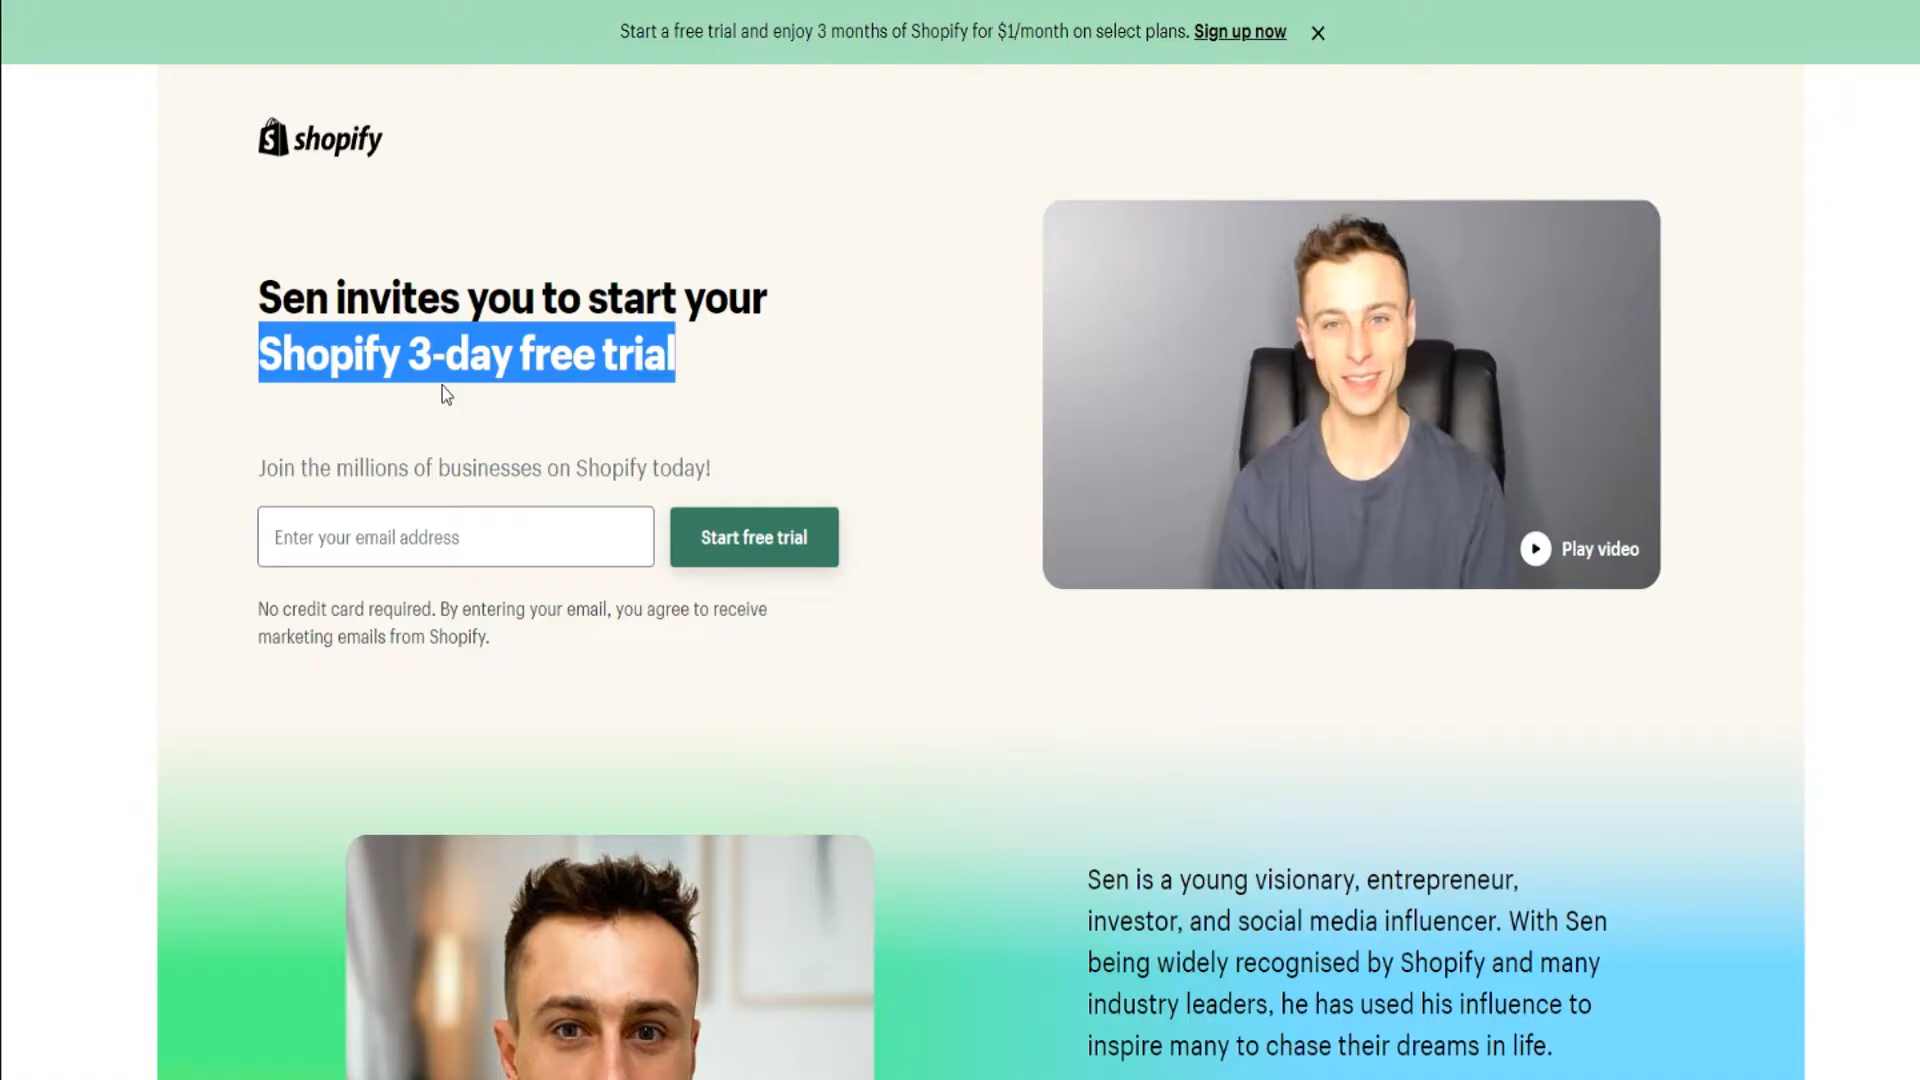 Start a free trial and enjoy 3 months of Shopify for $1/month on select plans. Sign up now
shopify
Sen invites you to start your
Shopify 3-day free trial
Join the millions of businesses on Shopify today!
Enter your email address
Start free trial
No credit card required. By entering your email, you agree to receive
marketing emails from Shopify.
Play video
Sen is a young visionary, entrepreneur,
investor, and social media influencer. With Sen
being widely recognised by Shopify and many
industry leaders, he has used his influence to
inspire many to chase their dreams in life.